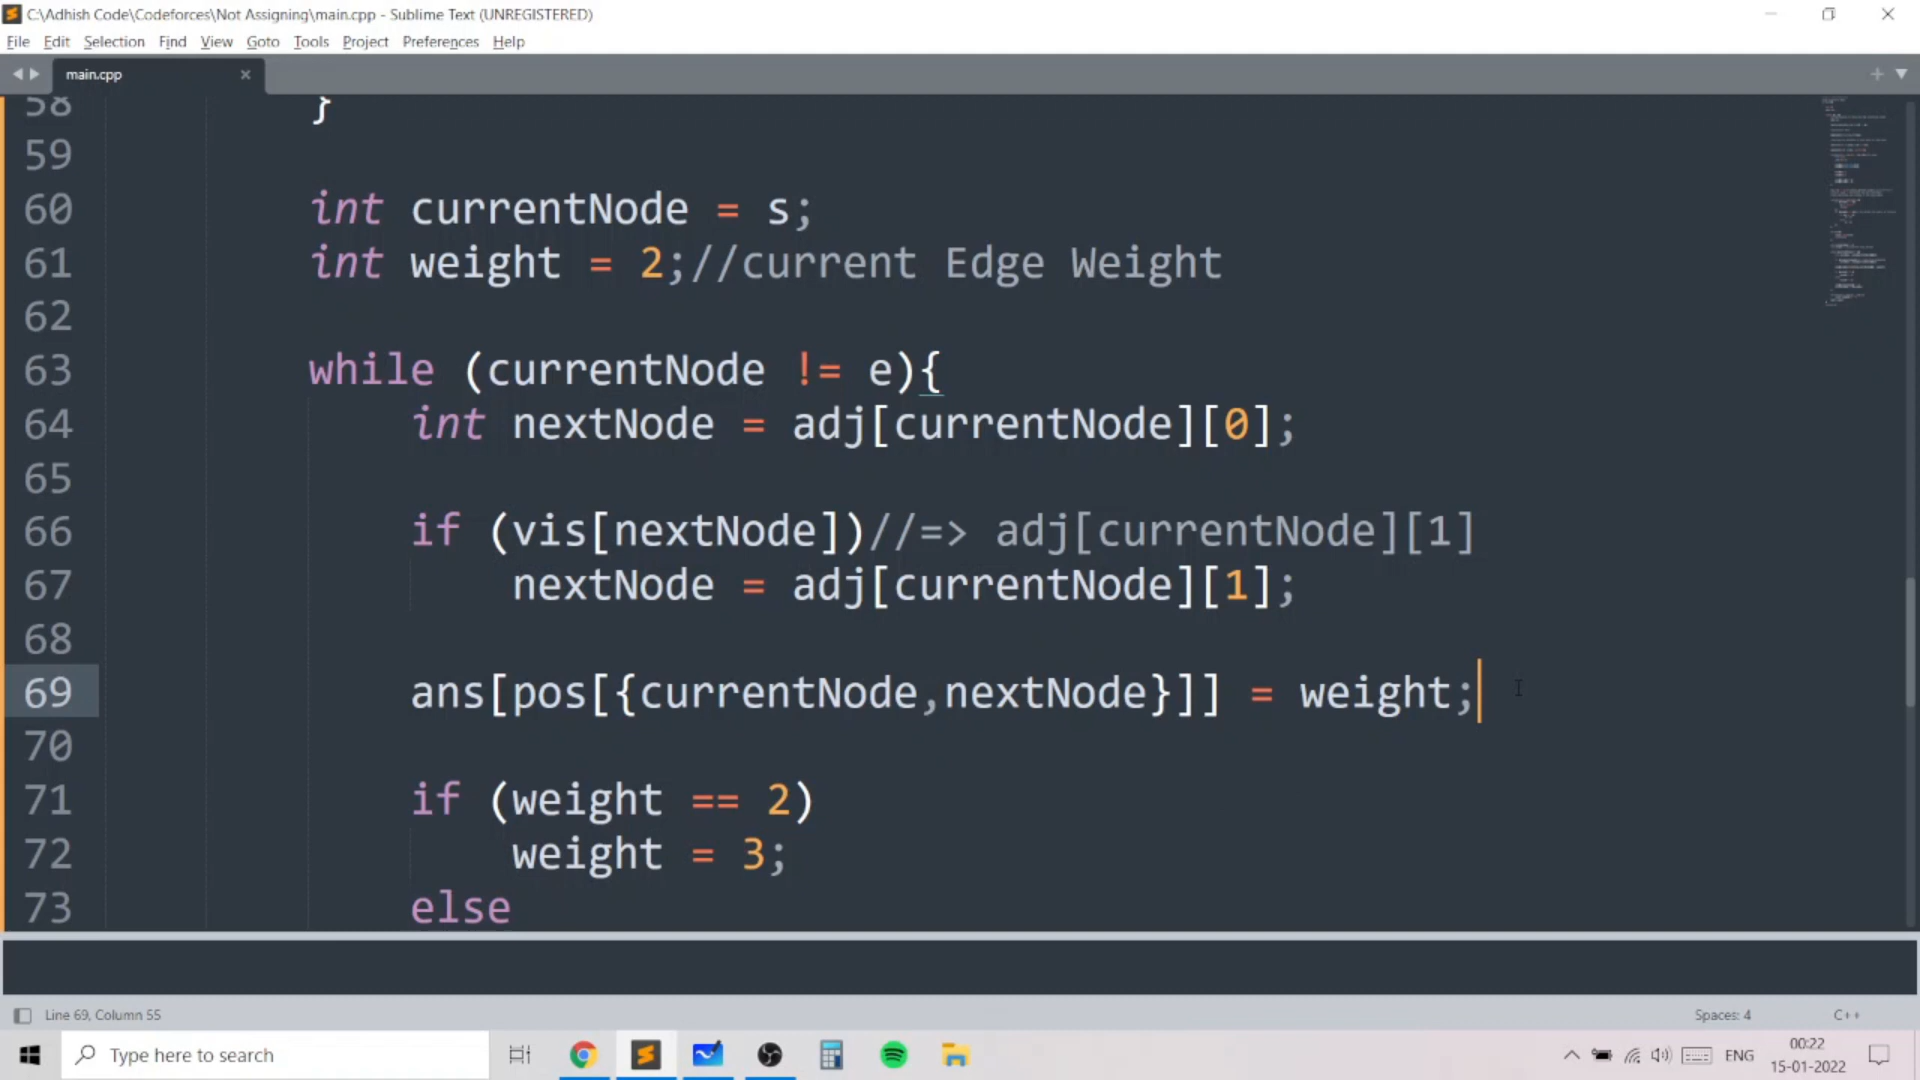 C:\Adhish Code\Codeforces\Not Assigning\main.cpp - Sublime Text (UNREGISTERED)
File Edit Selection Find View Goto Tools Project Preferences Help
main.cpp
58 }
59
60 int currentNode = s;
61 int weight = 2;//current Edge Weight
62
63 while (currentNode != e){
64 int nextNode = adj[currentNode][0];
65
66 if (vis[nextNode])//=> adj[currentNode][1]
67 nextNode = adj[currentNode][1];
68
69 ans[pos[{currentNode,nextNode}]] = weight;
70
71 if (weight == 2)
72 weight = 3;
73 else
Line 69, Column 55 Spaces: 4 C++
Type here to search ENG 00:22
15-01-2022